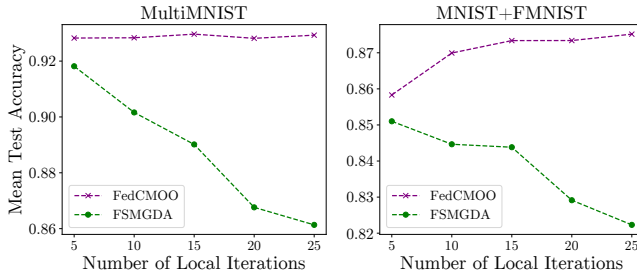 MultiMNIST
Mean Test Accuracy
0.92
0.90
0.88
0.86
FedCMOO
FSMGDA
5 10 15 20 25
Number of Local Iterations
MNIST+FMNIST
0.87
0.86
0.85
0.84
0.83
0.82
FedCMOO
FSMGDA
5 10 15 20 25
Number of Local Iterations